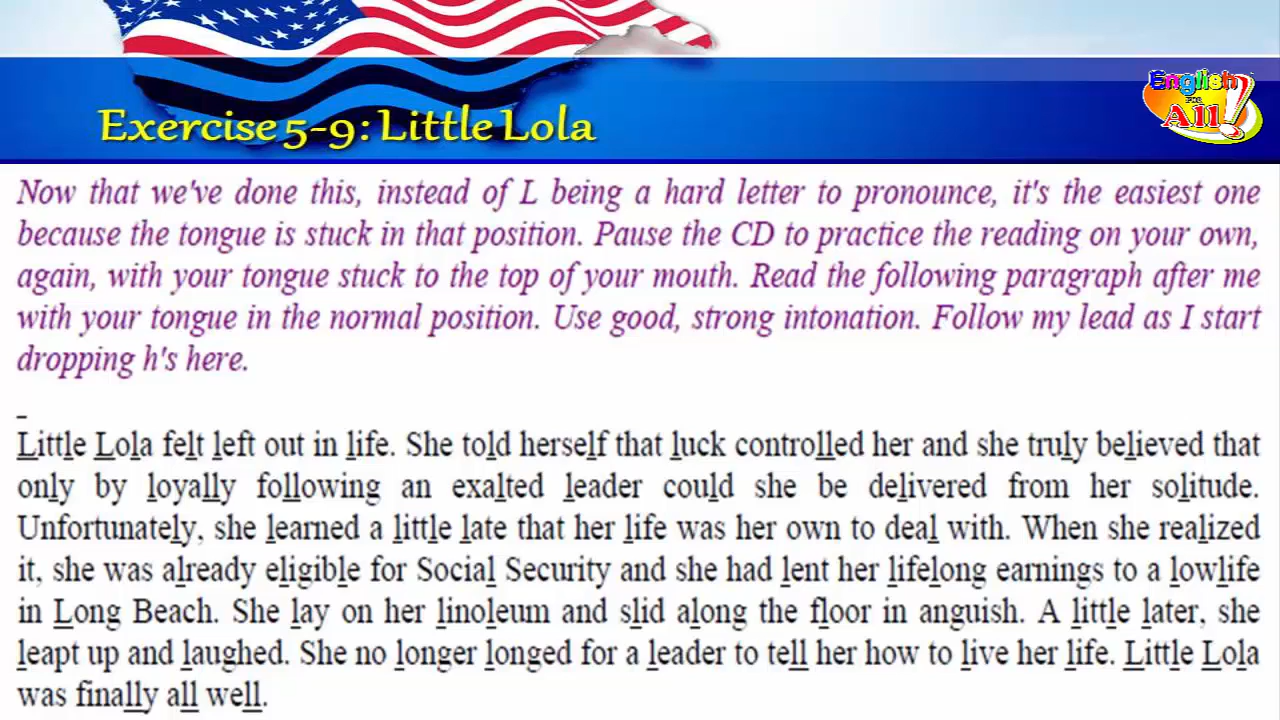 English
FOR
All!
Exercise 5-9: Little Lola
Now that we've done this, instead of L being a hard letter to pronounce, it's the easiest one
because the tongue is stuck in that position. Pause the CD to practice the reading on your own,
again, with your tongue stuck to the top of your mouth. Read the following paragraph after me
with your tongue in the normal position. Use good, strong intonation. Follow my lead as I start
dropping h's here.
Little Lola felt left out in life. She told herself that luck controlled her and she truly believed that
only by loyally following an exalted leader could she be delivered from her solitude.
Unfortunately, she learned a little late that her life was her own to deal with. When she realized
it, she was already eligible for Social Security and she had lent her lifelong earnings to a lowlife
in Long Beach. She lay on her linoleum and slid along the floor in anguish. A little later, she
leapt up and laughed. She no longer longed for a leader to tell her how to live her life. Little Lola
was finally all well.